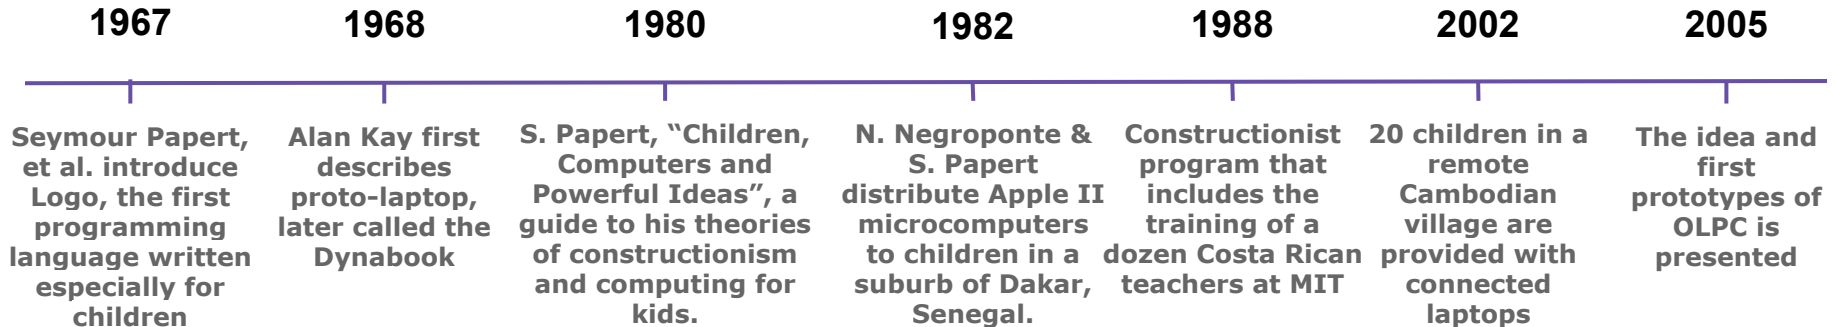 1967
Seymour Papert,
et al. introduce
Logo, the first
programming
language written
especially for
children
1968
Alan Kay first
describes
proto-laptop,
later called the
Dynabook
1980
S. Papert, “Children,
Computers and
Powerful Ideas”, a
guide to his theories
of constructionism
and computing for
kids.
1982
N. Negroponte &
S. Papert
distribute Apple II
microcomputers
to children in a
suburb of Dakar,
Senegal.
1988
Constructionist
program that
includes the
training of a
dozen Costa Rican
teachers at MIT
2002
20 children in a
remote
Cambodian
village are
provided with
connected
laptops
2005
The idea and
first
prototypes of
OLPC is
presented